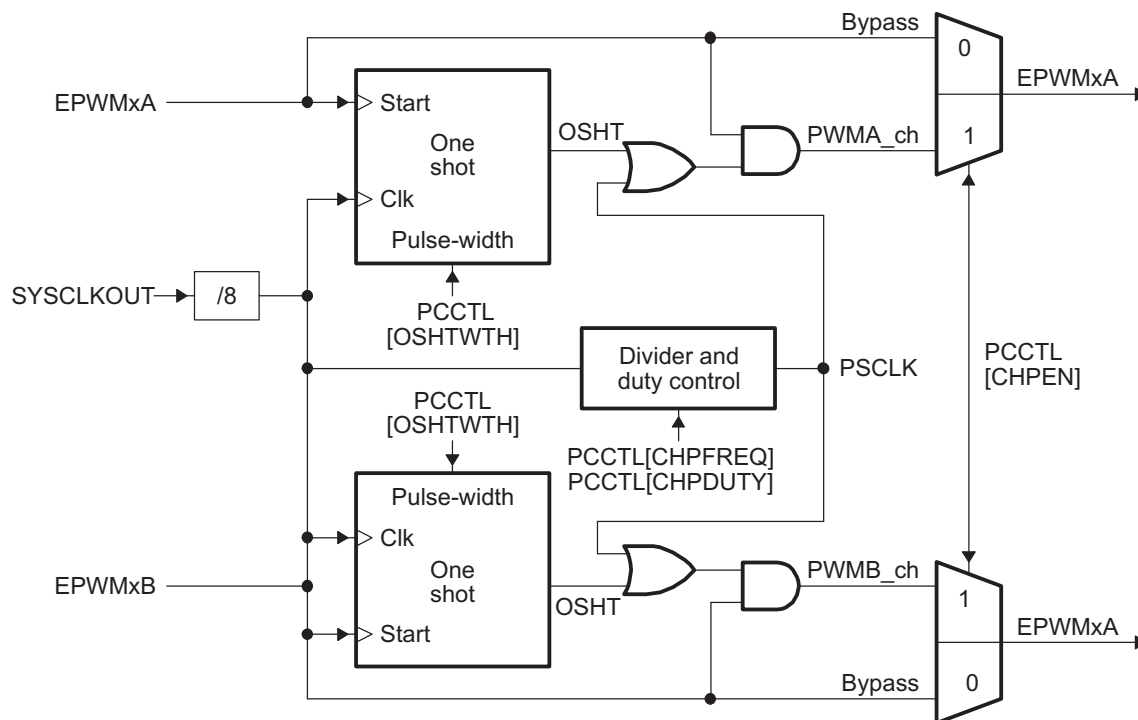 Bypass
0
EPWMxA
EPWMxA
Start
OSHT
One
shot
1
PWMA_ch
Clk
Pulse-width
SYSCLKOUT
/8
PCCTL
[OSHTWTH]
Divider and
duty control
PSCLK
PCCTL
[CHPEN]
PCCTL
[OSHTWTH]
PCCTL[CHPFREQ]
PCCTL[CHPDUTY]
Pulse-width
Clk
EPWMxB
One
shot
OSHT
PWMB_ch
1
Start
EPWMxA
Bypass
0